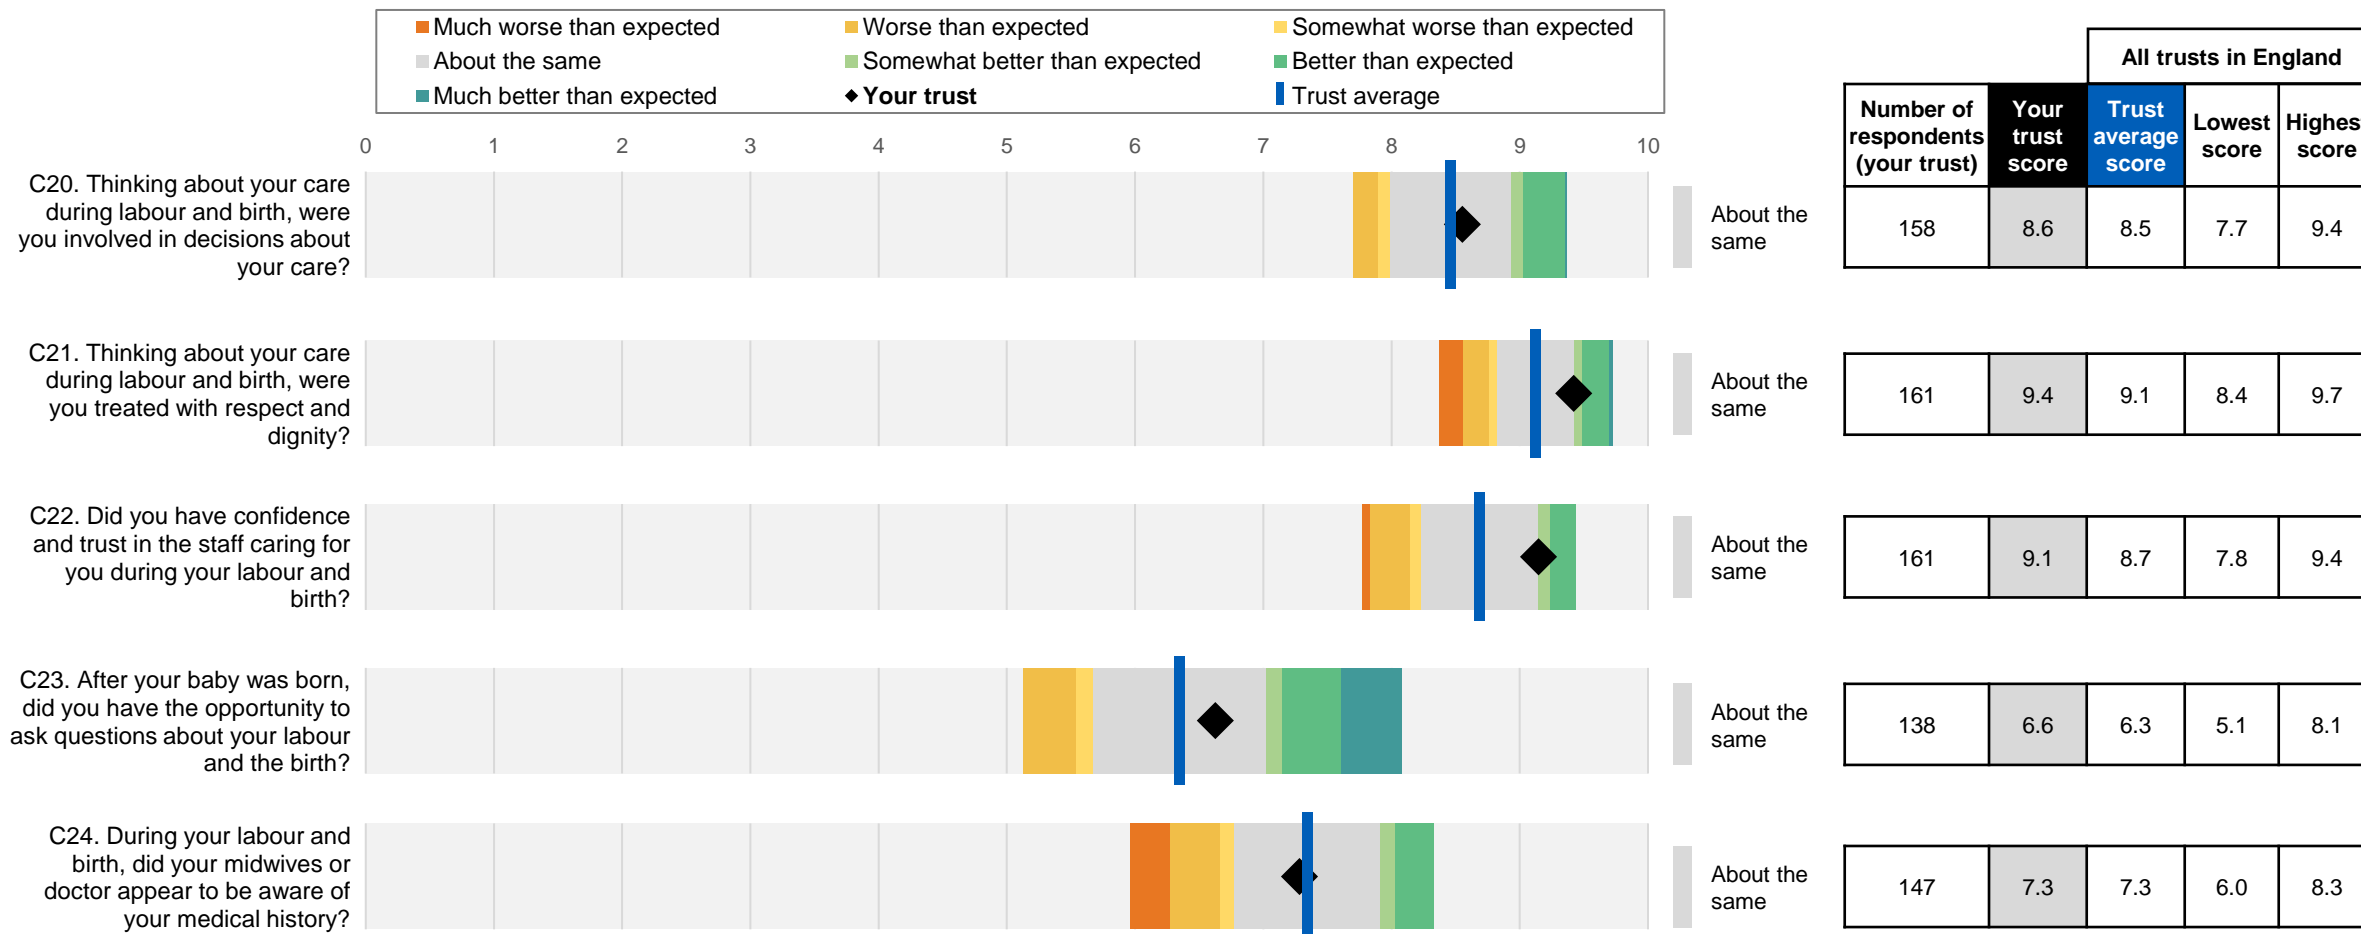 Much worse than expected
Worse than expected
Somewhat worse than expected
About the same
Somewhat better than expected
Better than expected
Much better than expected
Your trust
Trust average
All trusts in England
Number of
respondents
(your trust)
Your
trust
score
Trust
average
score
Lowest
score
Highes
score
0 1 2 3 4 5 6 7 8 9 10
C20. Thinking about your care
during labour and birth, were
you involved in decisions about
your care?
About the
same
158 8.6 8.5 7.7 9.4
C21. Thinking about your care
during labour and birth, were
you treated with respect and
dignity?
About the
same
161 9.4 9.1 8.4 9.7
C22. Did you have confidence
and trust in the staff caring for
you during your labour and
birth?
About the
same
161 9.1 8.7 7.8 9.4
C23. After your baby was born,
did you have the opportunity to
ask questions about your labour
and the birth?
About the
same
138 6.6 6.3 5.1 8.1
C24. During your labour and
birth, did your midwives or
doctor appear to be aware of
your medical history?
About the
same
147 7.3 7.3 6.0 8.3